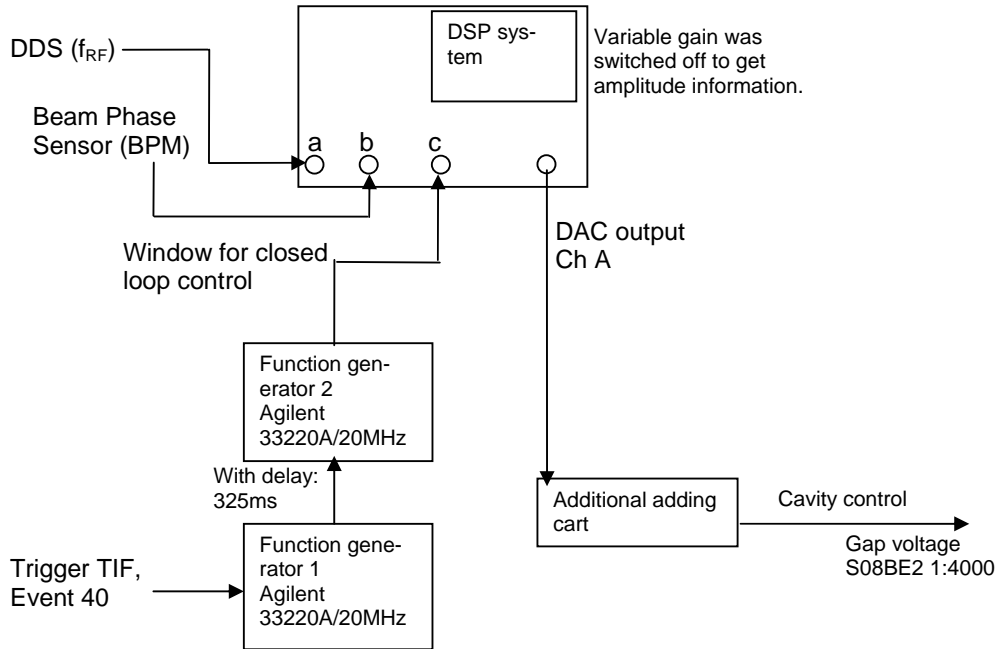 DSP sys-
tem
Variable gain was
switched off to get
amplitude information.
DDS (fRF)
Beam Phase
Sensor (BPM)
a
b
c
Window for closed
loop control
DAC output
Ch A
Function gen-
erator 2
Agilent
33220A/20MHz
With delay:
325ms
Additional adding
cart
Cavity control
Gap voltage
S08BE2 1:4000
Trigger TIF,
Event 40
Function gene-
rator 1
Agilent
33220A/20MHz